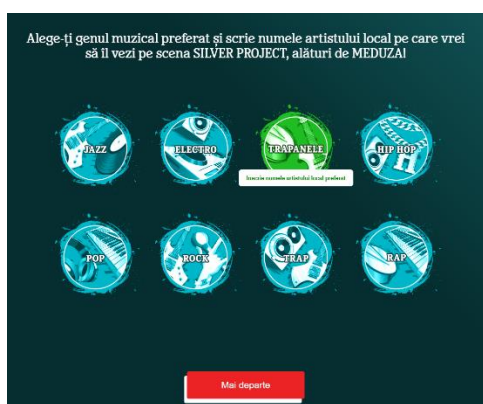 Alege-ți genul muzical preferat și scrie numele artistului local pe care vrei
să îl vezi pe scena SILVER PROJECT, alături de MEDUZA!
JAZZ
ELECTRO
TRAPANELE
HIP HOP
numele artistului local preferat
POP
ROCK
TRAP
RAP
Mai departe